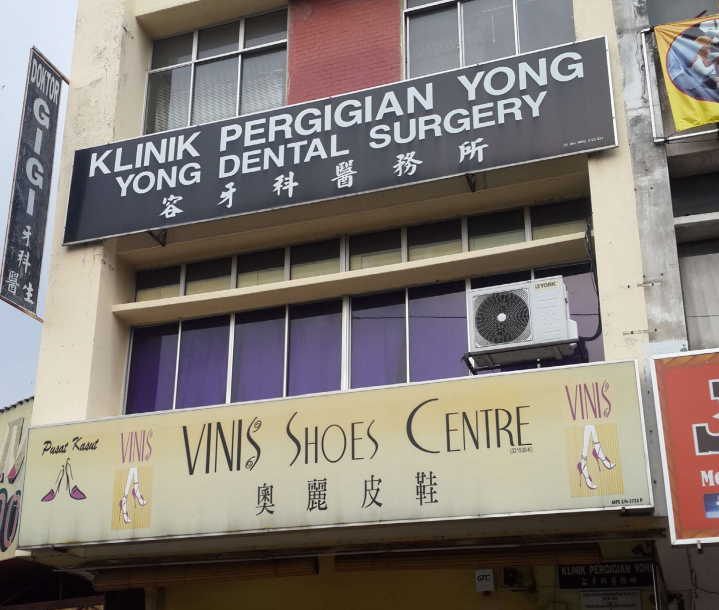 DOKTOR
GIGI
牙科醫生
KLINIK PERGIGIAN YONG
YONG DENTAL SURGERY
容牙科醫務所
YORK
Pusat Kasut
VINIS
VINIS SHOES CENTRE
奧麗皮鞋
VINIS
GTC
KLINIK PERGIGIAN YONG
容牙科醫務所